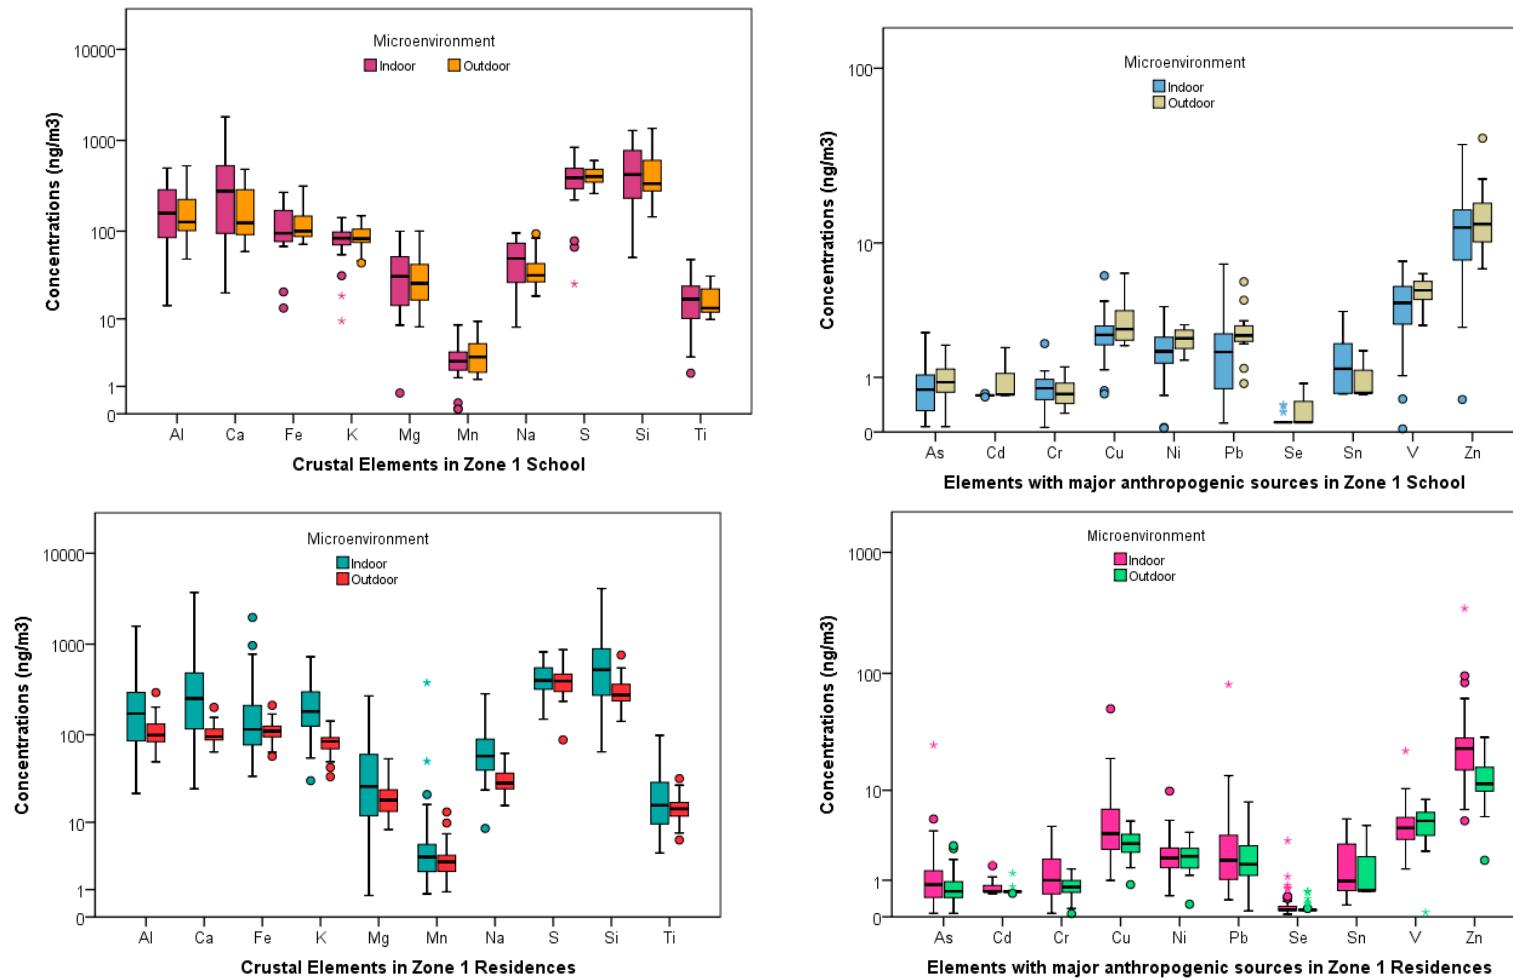 Microenvironment
Indoor Outdoor
10000
1000
100
10
1
0
Concentrations (ng/m3)
Al Ca Fe K Mg Mn Na S Si Ti
Crustal Elements in Zone 1 School
Microenvironment
Indoor
Outdoor
100
10
1
0
Concentrations (ng/m3)
As Cd Cr Cu Ni Pb Se Sn V Zn
Elements with major anthropogenic sources in Zone 1 School
Microenvironment
Indoor
Outdoor
10000
1000
100
10
1
0
Concentrations (ng/m3)
Al Ca Fe K Mg Mn Na S Si Ti
Crustal Elements in Zone 1 Residences
Microenvironment
Indoor
Outdoor
1000
100
10
1
0
Concentrations (ng/m3)
As Cd Cr Cu Ni Pb Se Sn V Zn
Elements with major anthropogenic sources in Zone 1 Residences